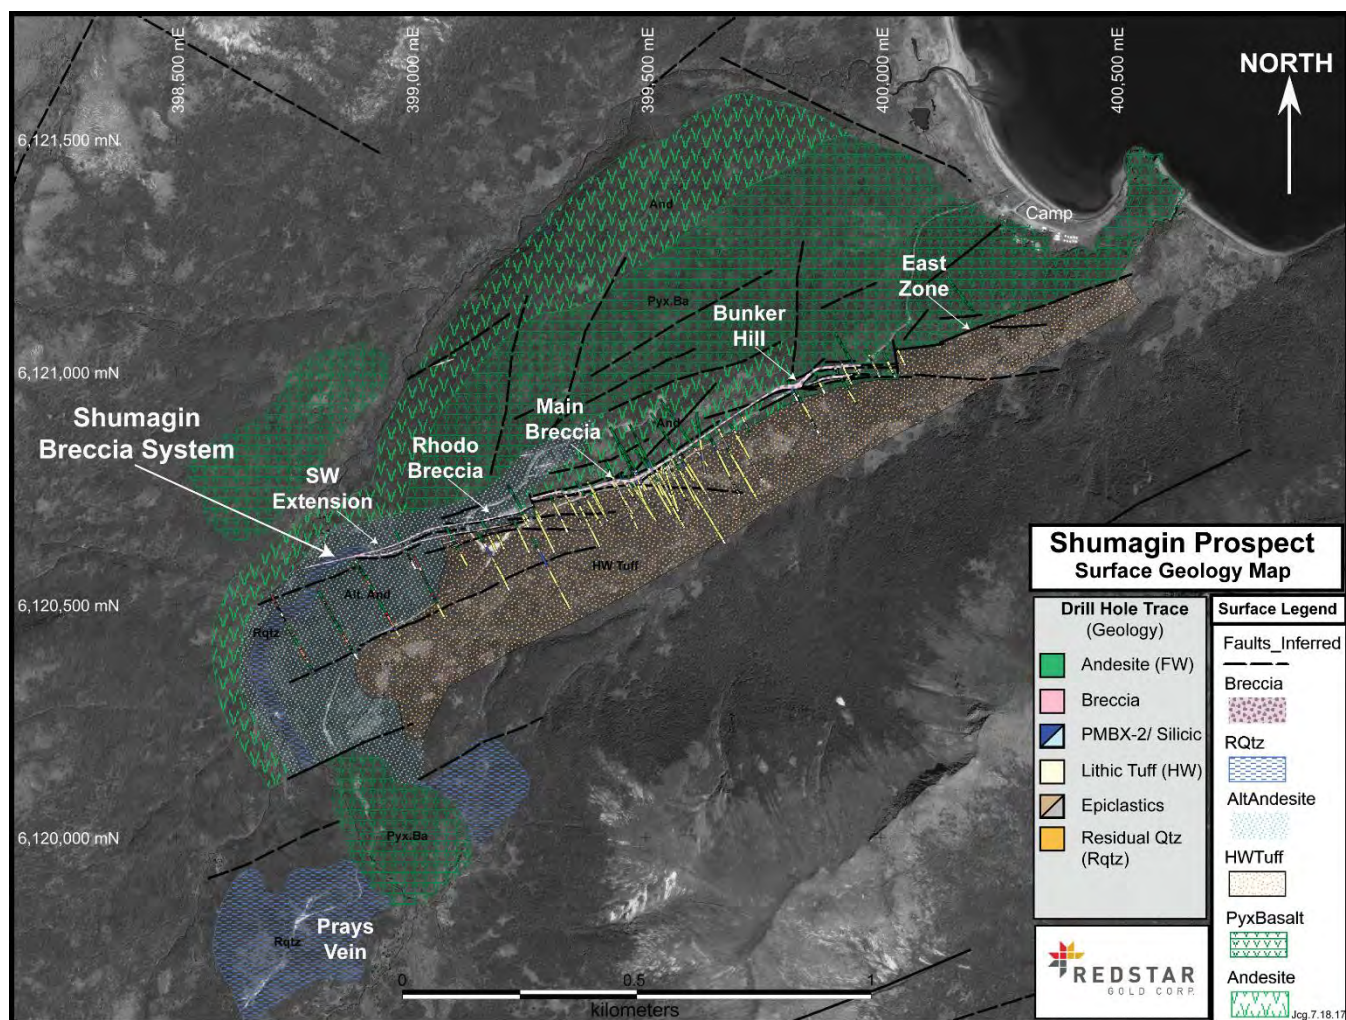 398,500 mE
399,000 mE
399,500 mE
400,000 mE
400,500 mE
NORTH
6,121,500 mN
And
Camp
East
Zone
Pyx.Ba
Bunker
Hill
6,121,000 mN
Shumagin
Breccia System
Main
Breccia
And
Rhodo
Breccia
SW
Extension
HW Tuff
Alt. And
6,120,500 mN
Rqtz
6,120,000 mN
Pyx.Ba
Prays
Vein
Rqtz
0
0.5
1
kilometers
Shumagin Prospect
Surface Geology Map
Drill Hole Trace
(Geology)
Andesite (FW)
Breccia
PMBX-2/ Silicic
Lithic Tuff (HW)
Epiclastics
Residual Qtz
(Rqtz)
Surface Legend
Faults_Inferred
Breccia
RQtz
AltAndesite
HWTuff
PyxBasalt
Andesite
REDSTAR
GOLD CORP.
Jcg.7.18.17